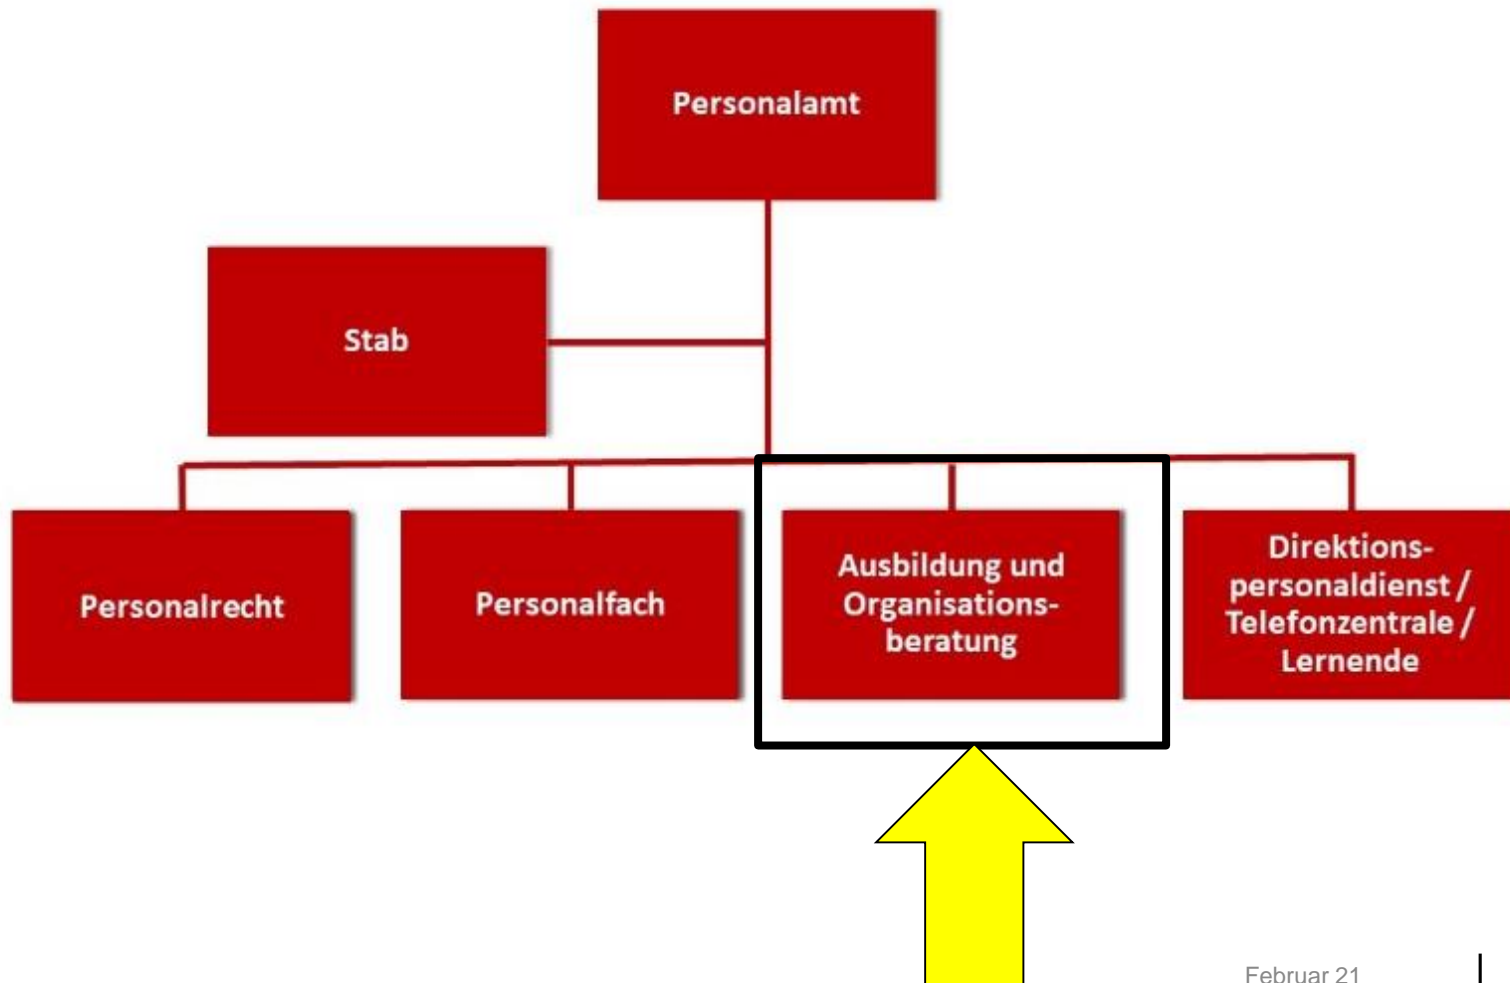 Personalamt
Stab
Personalrecht
Personalfach
Ausbildung und
Organisations-
beratung
Direktions-
personaldienst /
Telefonzentrale /
Lernende
Februar 21